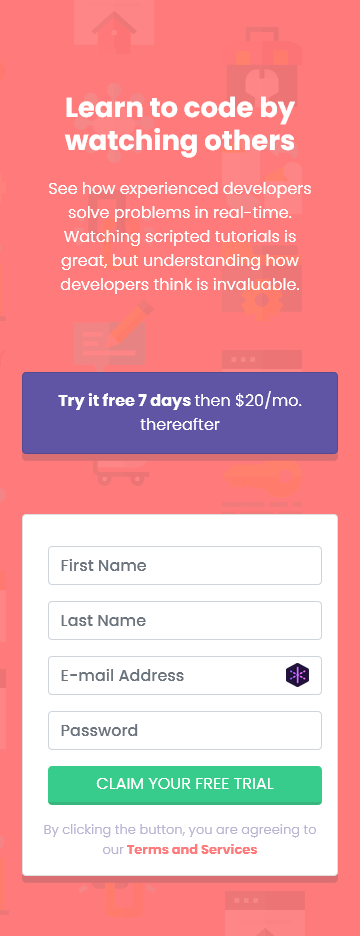 Learn to code by
watching others
See how experienced developers
solve problems in real-time.
Watching scripted tutorials is
great, but understanding how
developers think is invaluable.
Try it free 7 days then $20/mo.
thereafter
First Name
Last Name
E-mail Address
Password
CLAIM YOUR FREE TRIAL
By clicking the button, you are agreeing to
our Terms and Services